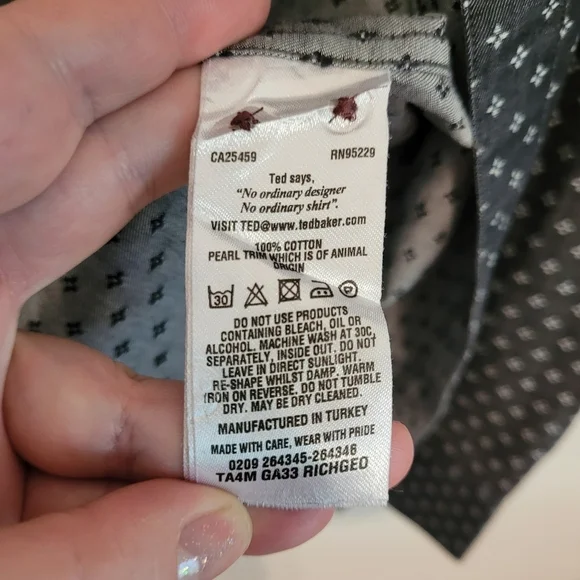 CA25459 RN95229
Ted says,
"No ordinary designer
No ordinary shirt".
VISIT TED@www.tedbaker.com
100% COTTON
PEARL TRIM WHICH IS OF ANIMAL
ORIGIN
30
DO NOT USE PRODUCTS
CONTAINING BLEACH, OIL OR
ALCOHOL. MACHINE WASH AT 30C,
SEPARATELY, INSIDE OUT. DO NOT
LEAVE IN DIRECT SUNLIGHT.
RE-SHAPE WHILST DAMP. WARM
IRON ON REVERSE. DO NOT TUMBLE
DRY. MAY BE DRY CLEANED.
MANUFACTURED IN TURKEY
MADE WITH CARE, WEAR WITH PRIDE
0209 264345-264346
TA4M GA33 RICHGEO